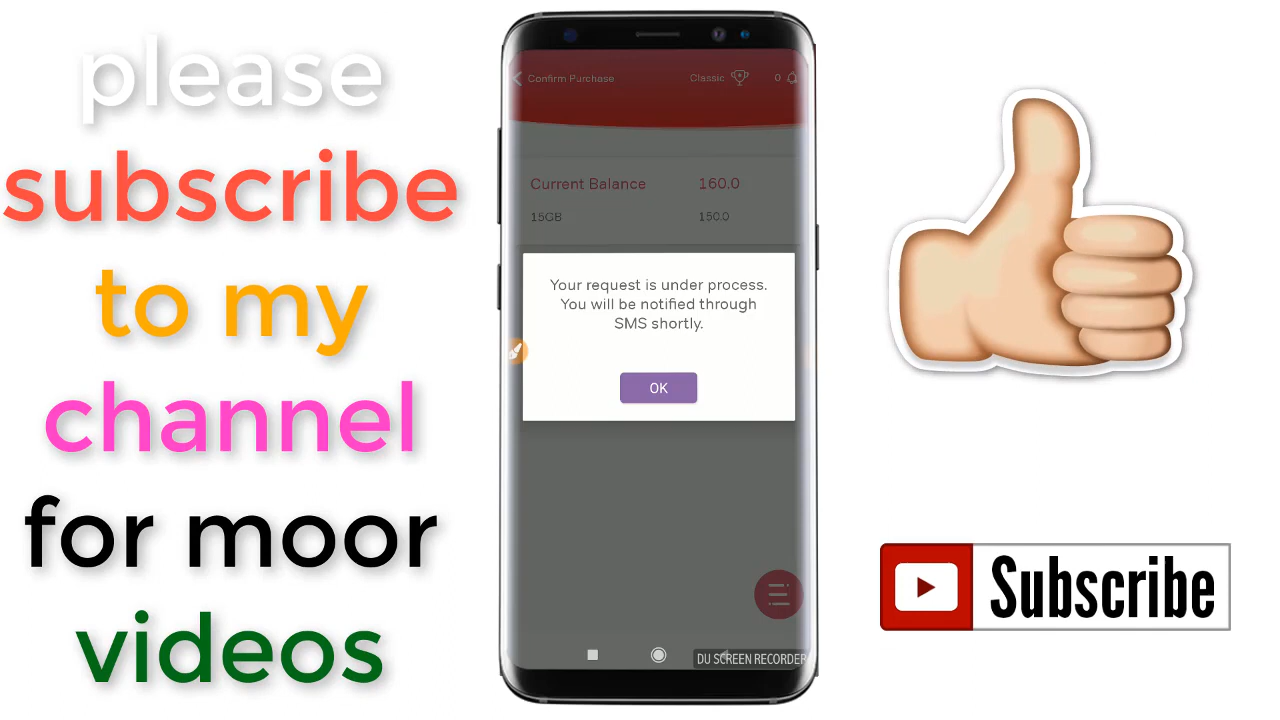 please
subscribe
to my
channel
for moor
videos
Confirm Purchase
Classic
0
Current Balance 160.0
15GB 150.0
Your request is under process.
You will be notified through
SMS shortly.
OK
DU SCREEN RECORDER
Subscribe